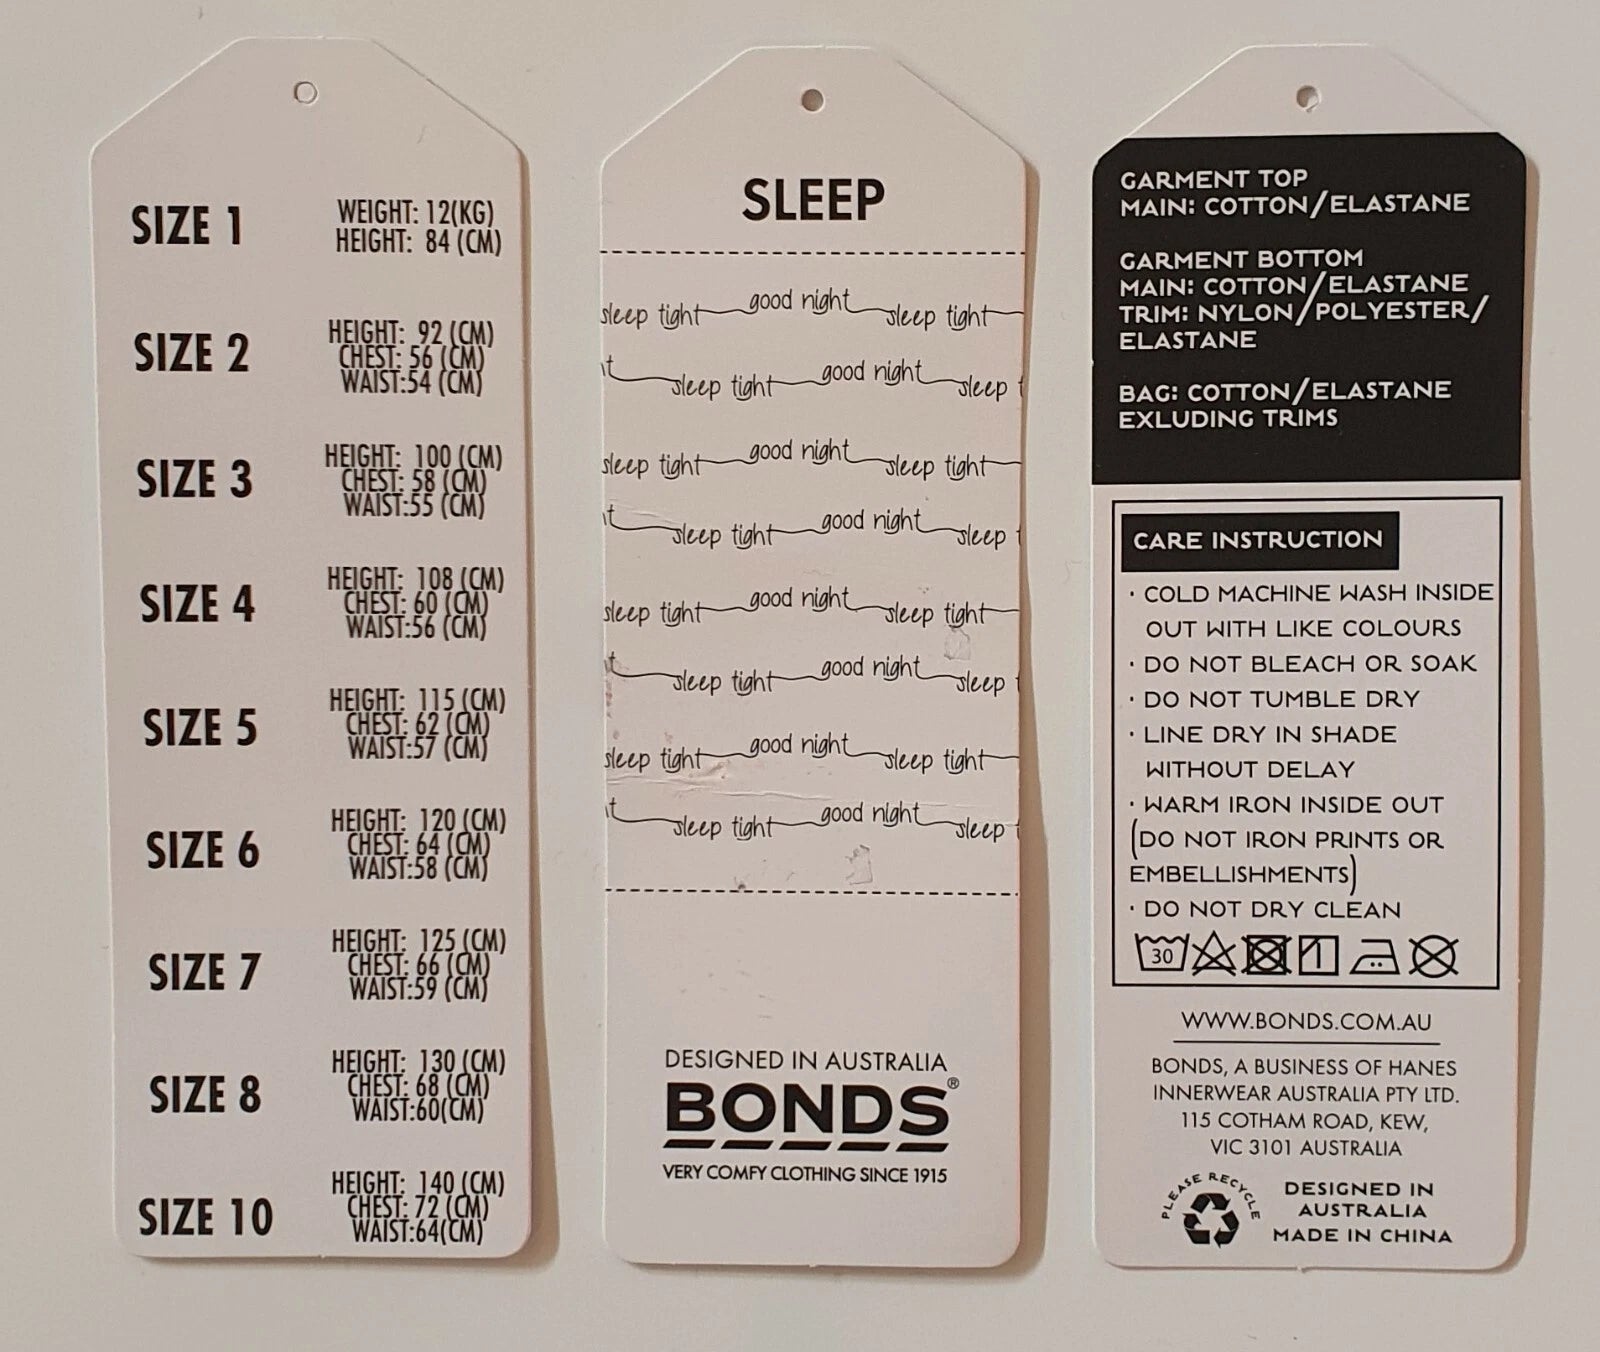 SIZE 1
WEIGHT: 12(KG)
HEIGHT: 84 (CM)
SIZE 2
HEIGHT: 92 (CM)
CHEST: 56 (CM)
WAIST:54 (CM)
SIZE 3
HEIGHT: 100 (CM)
CHEST: 58 (CM)
WAIST:55 (CM)
SIZE 4
HEIGHT: 108 (CM)
CHEST: 60 (CM)
WAIST:56 (CM)
SIZE 5
HEIGHT: 115 (CM)
CHEST: 62 (CM)
WAIST:57 (CM)
SIZE 6
HEIGHT: 120 (CM)
CHEST: 64 (CM)
WAIST:58 (CM)
SIZE 7
HEIGHT: 125 (CM)
CHEST: 66 (CM)
WAIST:59 (CM)
SIZE 8
HEIGHT: 130 (CM)
CHEST: 68 (CM)
WAIST:60(CM)
SIZE 10
HEIGHT: 140 (CM)
CHEST: 72 (CM)
WAIST:64(CM)
SLEEP
sleep tight good night sleep tight
t sleep tight good night sleep t
sleep tight good night sleep tight
t sleep tight good night sleep t
sleep tight good night sleep tight
t sleep tight good night sleep t
sleep tight good night sleep tight
t sleep tight good night sleep t
DESIGNED IN AUSTRALIA
BONDS®
VERY COMFY CLOTHING SINCE 1915
GARMENT TOP
MAIN: COTTON/ELASTANE
GARMENT BOTTOM
MAIN: COTTON/ELASTANE
TRIM: NYLON/POLYESTER/
ELASTANE
BAG: COTTON/ELASTANE
EXLUDING TRIMS
CARE INSTRUCTION
· COLD MACHINE WASH INSIDE
OUT WITH LIKE COLOURS
· DO NOT BLEACH OR SOAK
· DO NOT TUMBLE DRY
· LINE DRY IN SHADE
WITHOUT DELAY
· WARM IRON INSIDE OUT
(DO NOT IRON PRINTS OR
EMBELLISHMENTS)
· DO NOT DRY CLEAN
30
WWW.BONDS.COM.AU
BONDS, A BUSINESS OF HANES
INNERWEAR AUSTRALIA PTY LTD.
115 COTHAM ROAD, KEW,
VIC 3101 AUSTRALIA
PLEASE RECYCLE
DESIGNED IN
AUSTRALIA
MADE IN CHINA